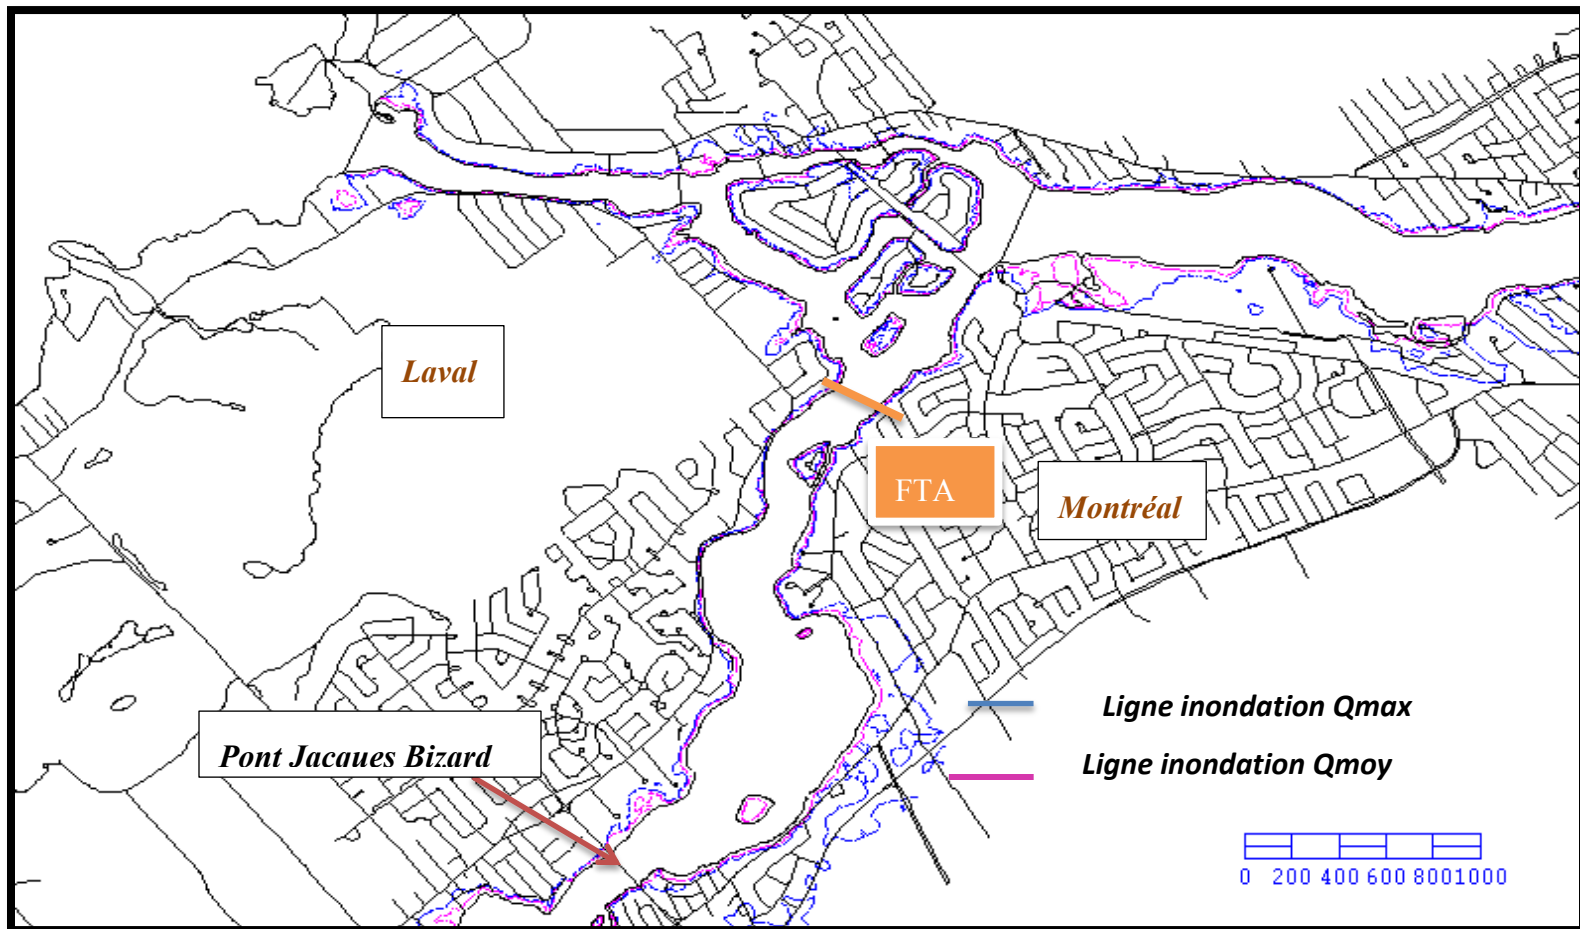 Laval
FTA
Montréal
Ligne inondation Qmax
Pont Jacaues Bizard
Ligne inondation Qmoy
0 200 400 600 8001000